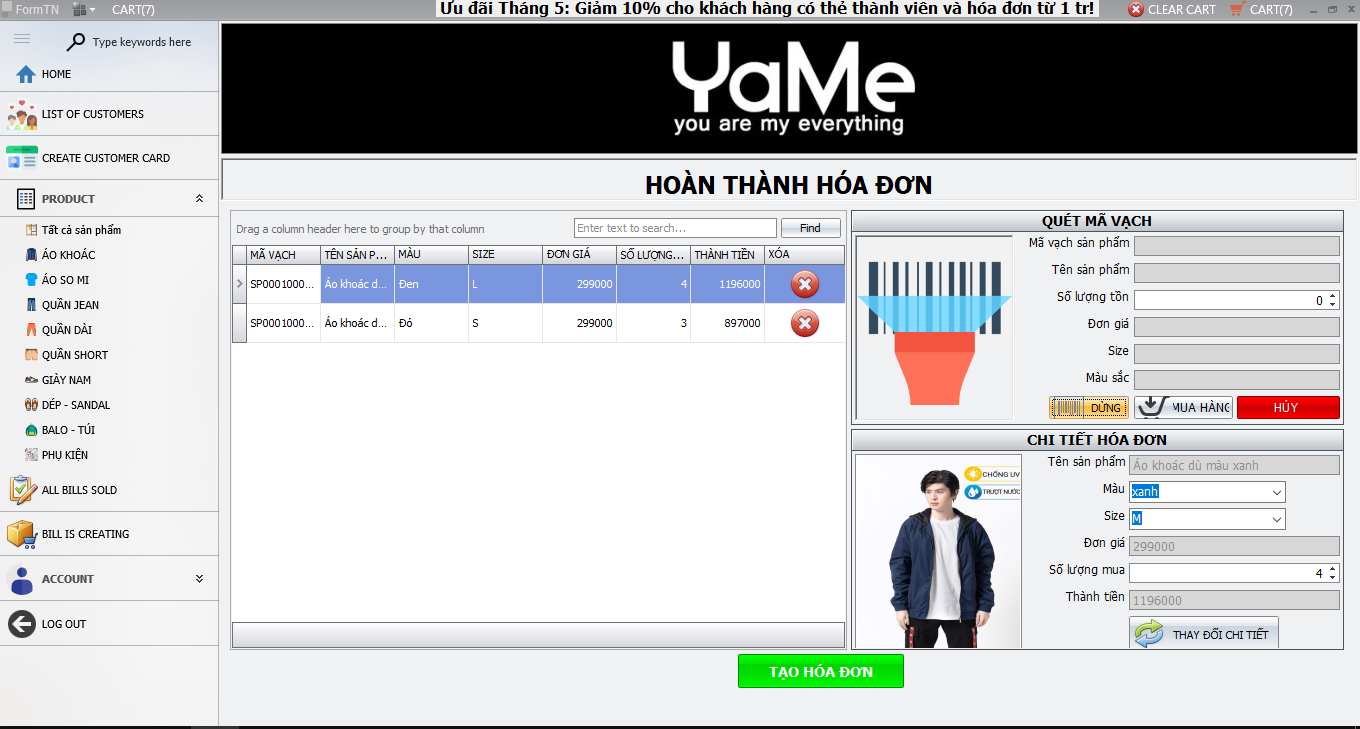 FormTN
CART(7)
Ưu đãi Tháng 5: Giảm 10% cho khách hàng có thẻ thành viên và hóa đơn từ 1 tr!
CLEAR CART
CART(7)
Type keywords here
HOME
LIST OF CUSTOMERS
CREATE CUSTOMER CARD
PRODUCT
Tất cả sản phẩm
ÁO KHOÁC
ÁO SO MI
QUẦN JEAN
QUẦN DÀI
QUẦN SHORT
GIÀY NAM
DÉP - SANDAL
BALO - TÚI
PHỤ KIỆN
ALL BILLS SOLD
BILL IS CREATING
ACCOUNT
LOG OUT
YaMe
you are my everything
HOÀN THÀNH HÓA ĐƠN
Drag a column header here to group by that column
Enter text to search...
Find
MÃ VẠCH TÊN SẢN P... MÀU SIZE ĐƠN GIÁ SỐ LƯỢNG... THÀNH TIỀN XÓA
SP0001000... Áo khoác d... Đen L 299000 4 1196000
SP0001000... Áo khoác d... Đỏ S 299000 3 897000
TẠO HÓA ĐƠN
QUÉT MÃ VẠCH
Mã vạch sản phẩm
Tên sản phẩm
Số lượng tồn 0
Đơn giá
Size
Màu sắc
DỪNG
MUA HÀNG
HỦY
CHI TIẾT HÓA ĐƠN
CHỐNG UV
TRƯỢT NƯỚC
Tên sản phẩm Áo khoác dù màu xanh
Màu xanh
Size M
Đơn giá 299000
Số lượng mua 4
Thành tiền 1196000
THAY ĐỔI CHI TIẾT